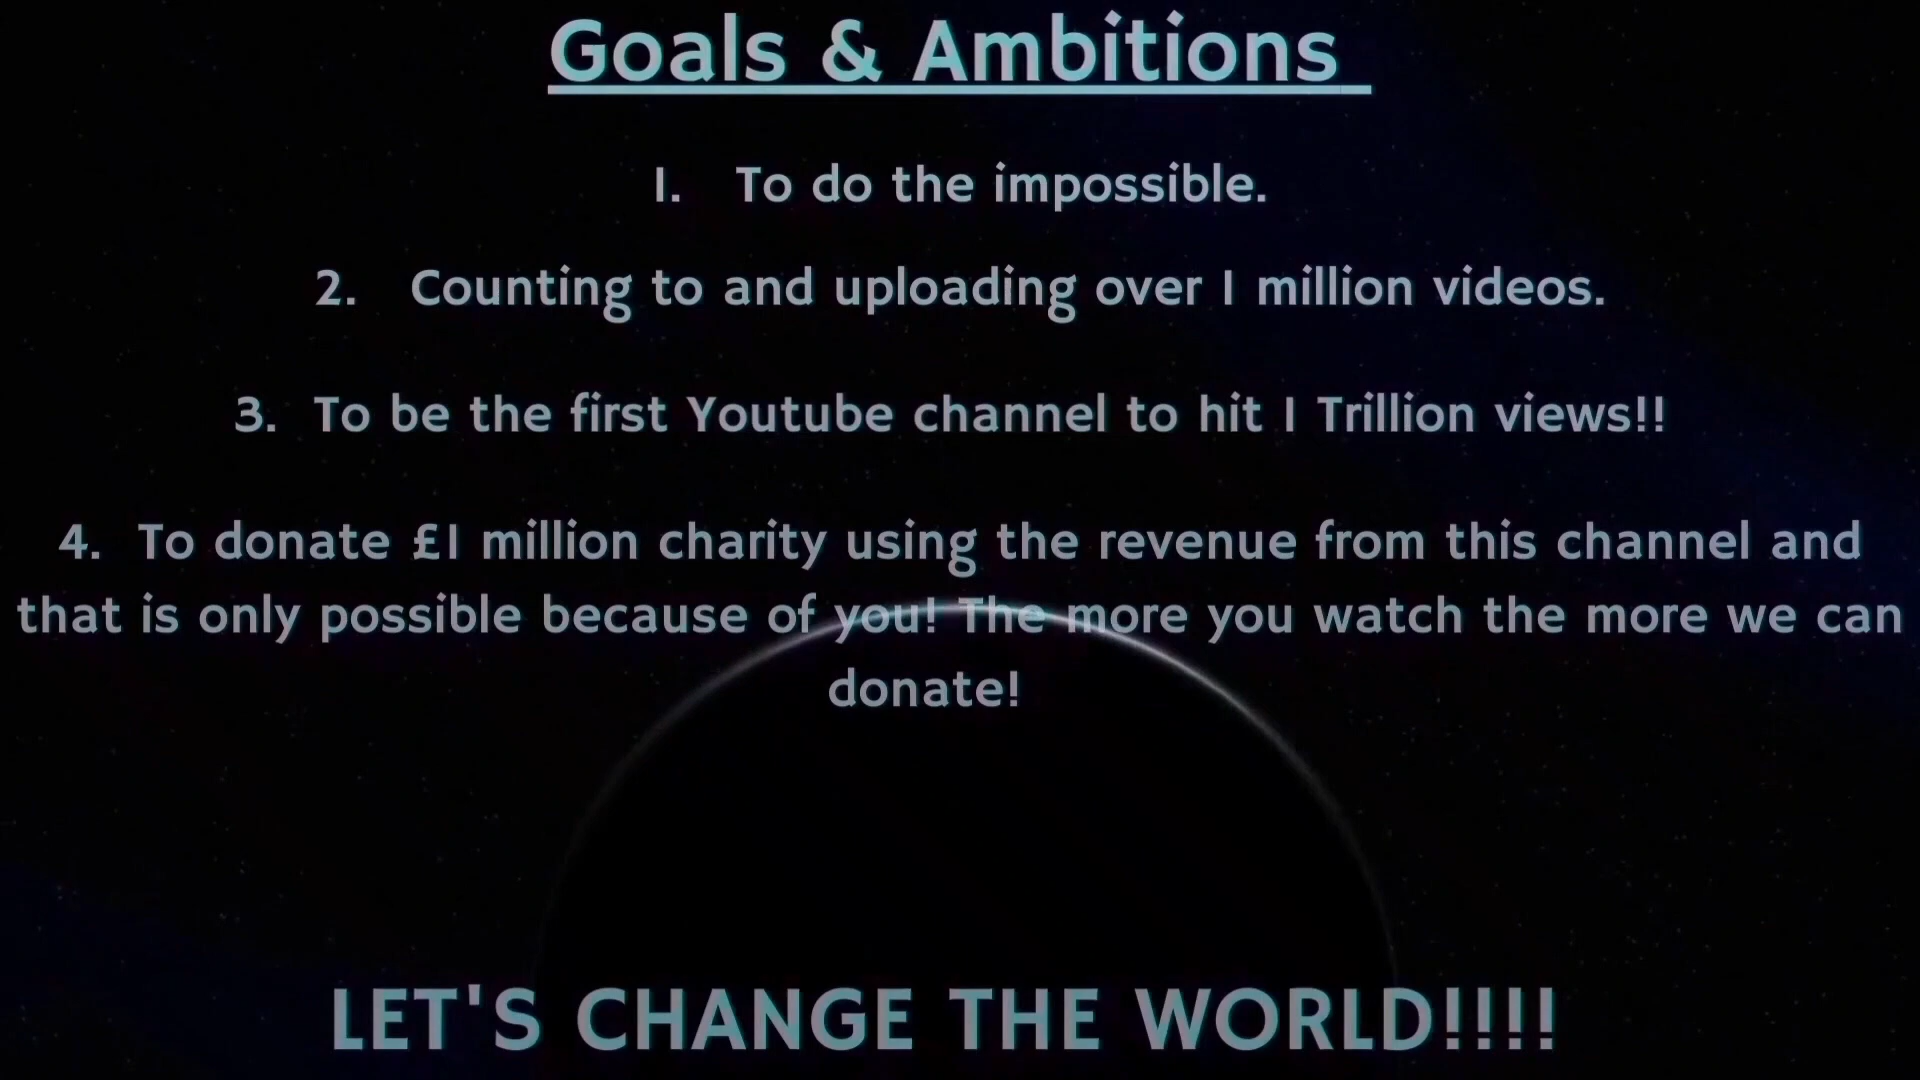 Goals & Ambitions
1. To do the impossible.
2. Counting to and uploading over 1 million videos.
3. To be the first Youtube channel to hit 1 Trillion views!!
4. To donate £1 million charity using the revenue from this channel and
that is only possible because of you! The more you watch the more we can
donate!
LET'S CHANGE THE WORLD!!!!